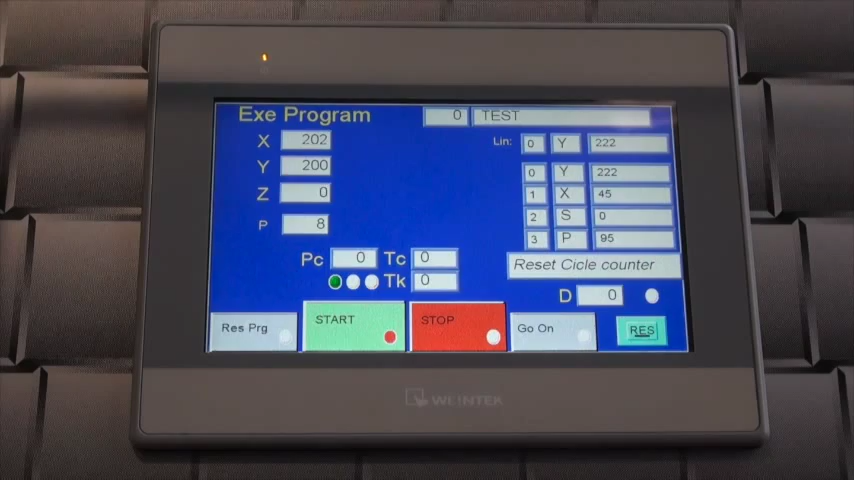 Exe Program 0 TEST
X 202 Lin: 0 Y 222
Y 200 0 Y 222
Z 0 1 X 45
P 8 2 S 0
3 P 95
Pc 0 Tc 0 Reset Cicle counter
Tk 0
D 0
Res Prg START STOP Go On RES
WEINTEK